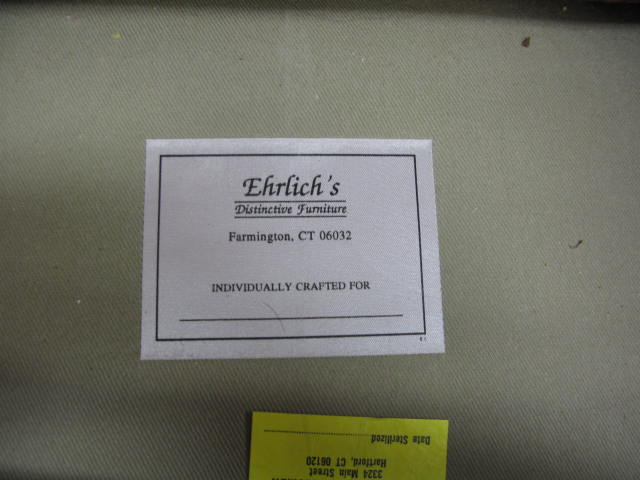 Ehrlich's
Distinctive Furniture
Farmington, CT 06032
INDIVIDUALLY CRAFTED FOR
3324 Main Street
Hartford, CT 06120
Date Sterilized